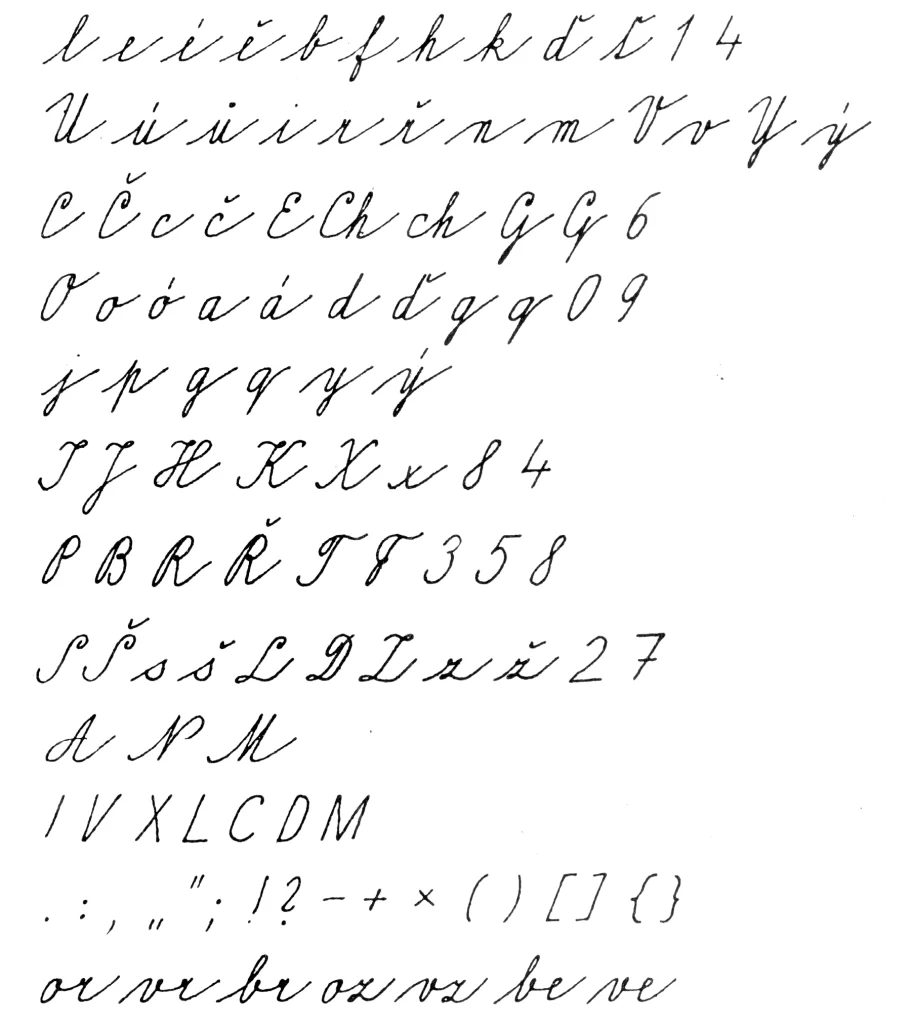 l e é ě b f h k ď ť 1 4
U ú ů i r ř n m V v Y ý
C Č c č E Ch ch G G 6
O o ó a á d ď g q 0 9
j p g q y ý
I J H K X x 8 4
P B R Ř T F 3 5 8
S Š s š L D Z z ž 2 7
A N M
I V X L C D M
. : , „ " ; ! ? - + × ( ) [ ] { }
or vr br oz vz be ve